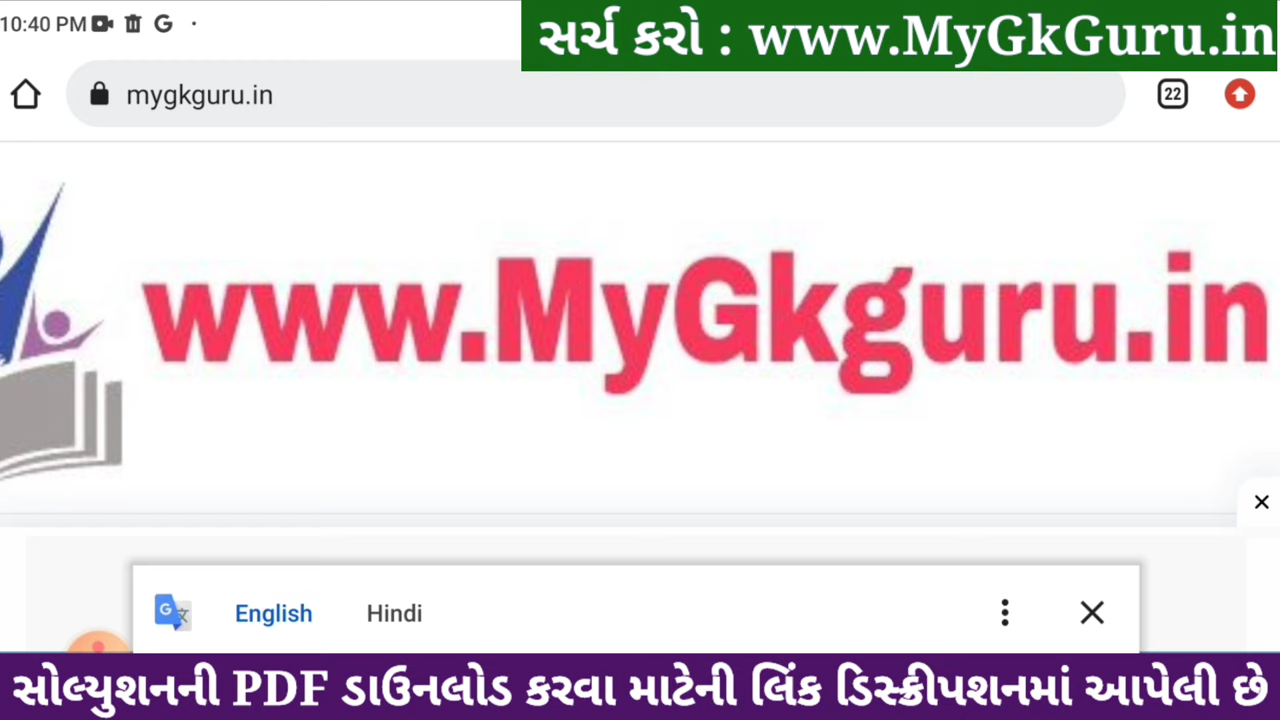 10:40 PM
સર્ચ કરો : www.MyGkGuru.in
mygkguru.in
22
www.MyGkguru.in
English Hindi
સોલ્યુશનની PDF ડાઉનલોડ કરવા માટેની લિંક ડિસ્ક્રીપશનમાં આપેલી છે